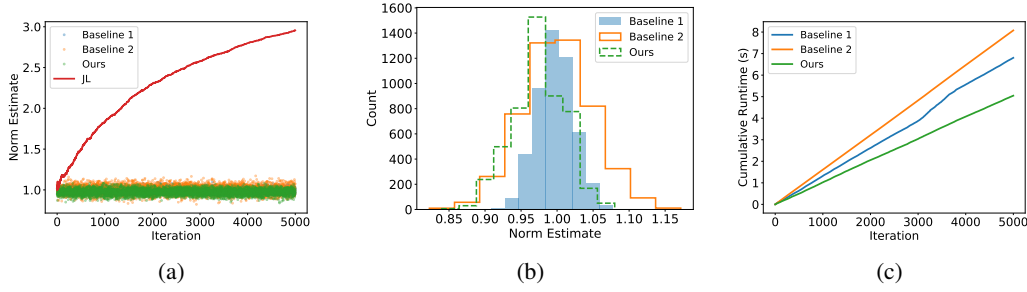 3.0
2.5
2.0
1.5
1.0
Norm Estimate
Baseline 1
Baseline 2
Ours
JL
0 1000 2000 3000 4000 5000
Iteration
(a)
1600
1400
1200
1000
800
600
400
200
0
Count
Baseline 1
Baseline 2
Ours
0.85 0.90 0.95 1.00 1.05 1.10 1.15
Norm Estimate
(b)
8
7
6
5
4
3
2
1
0
Cumulative Runtime (s)
Baseline 1
Baseline 2
Ours
0 1000 2000 3000 4000 5000
Iteration
(c)